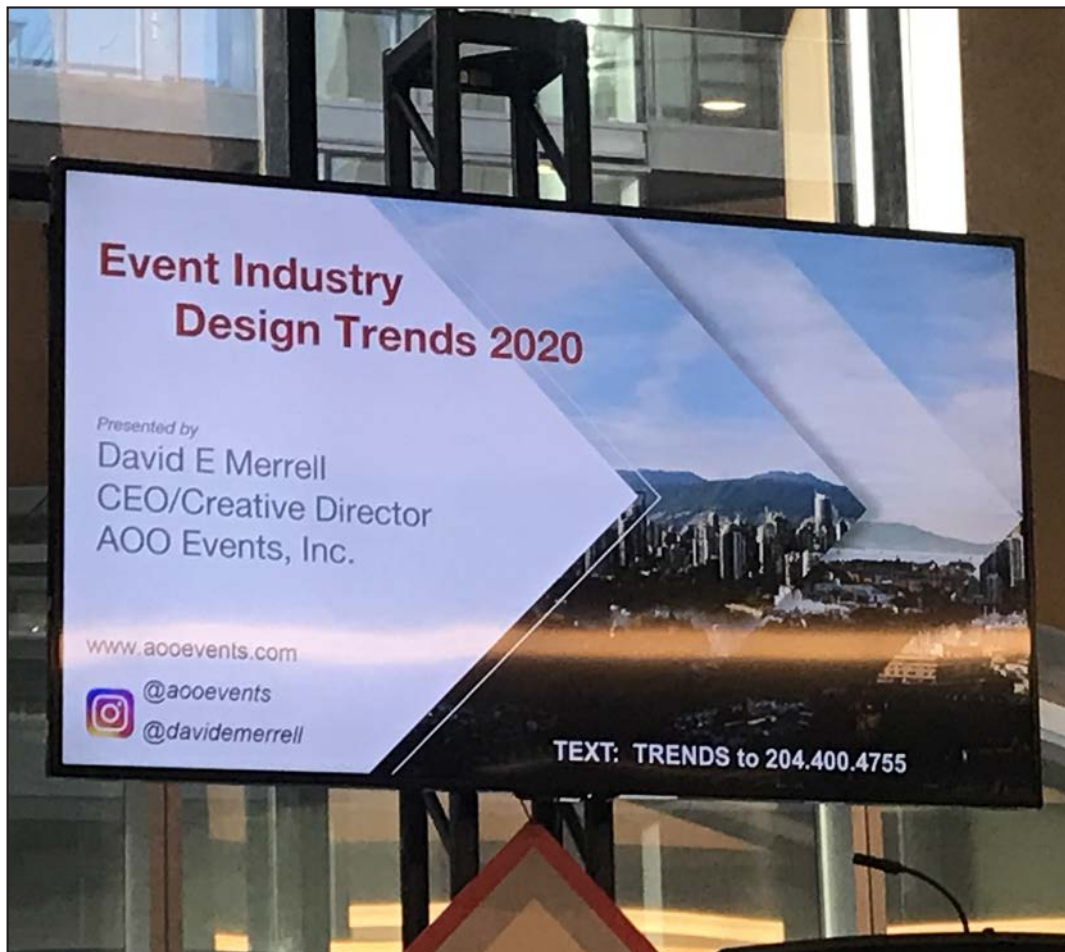 Event Industry
Design Trends 2020
Presented by
David E Merrell
CEO/Creative Director
AOO Events, Inc.
www.aooevents.com
@aooevents
@davidemerrell
TEXT: TRENDS to 204.400.4755